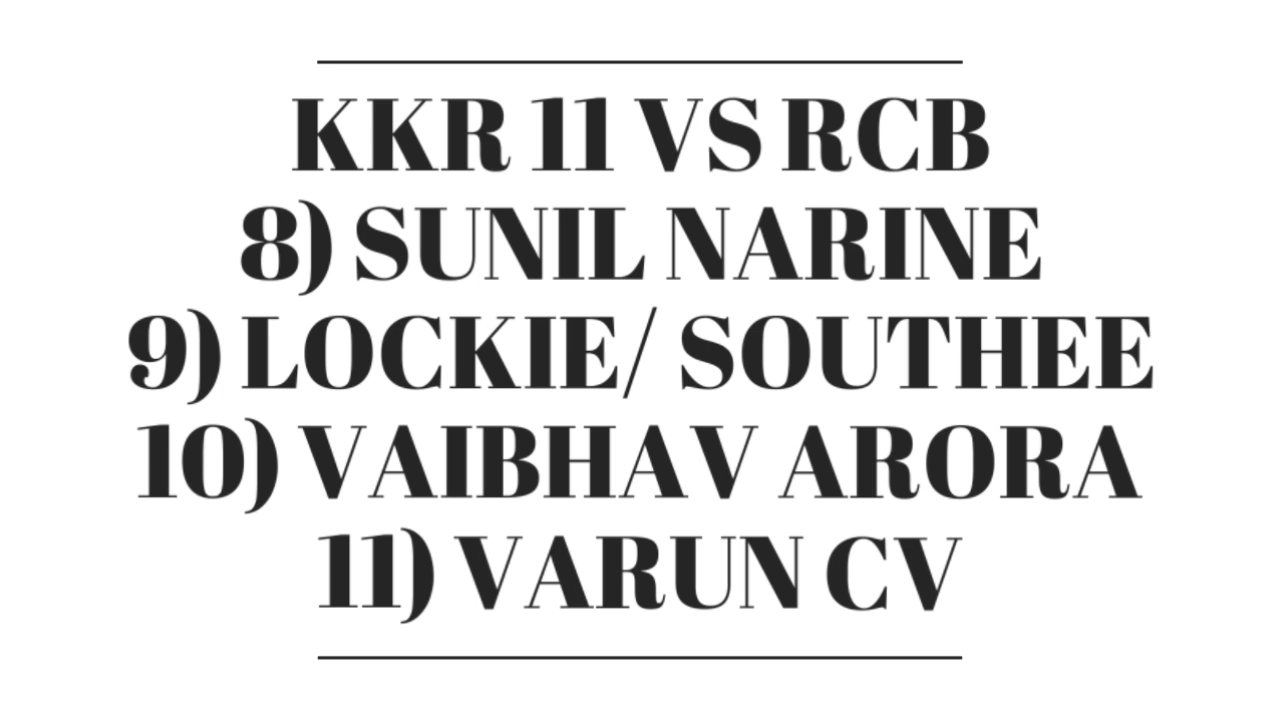 KKR 11 VS RCB
8) SUNIL NARINE
9) LOCKIE/ SOUTHEE
10) VAIBHAV ARORA
11) VARUN CV